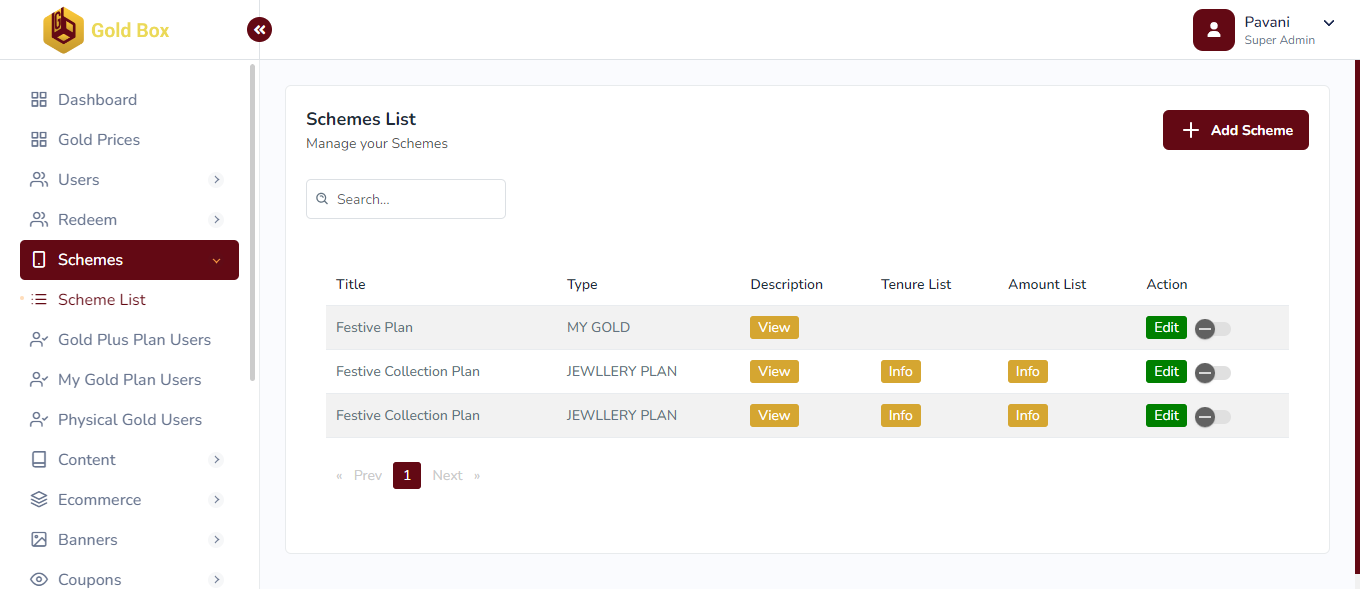 Gold Box
Pavani
Super Admin
Dashboard
Gold Prices
Users
Redeem
Schemes
Scheme List
Gold Plus Plan Users
My Gold Plan Users
Physical Gold Users
Content
Ecommerce
Banners
Coupons
Schemes List
Manage your Schemes
Add Scheme
Search...
Title Type Description Tenure List Amount List Action
Festive Plan MY GOLD View Edit
Festive Collection Plan JEWLLERY PLAN View Info Info Edit
Festive Collection Plan JEWLLERY PLAN View Info Info Edit
« Prev 1 Next »